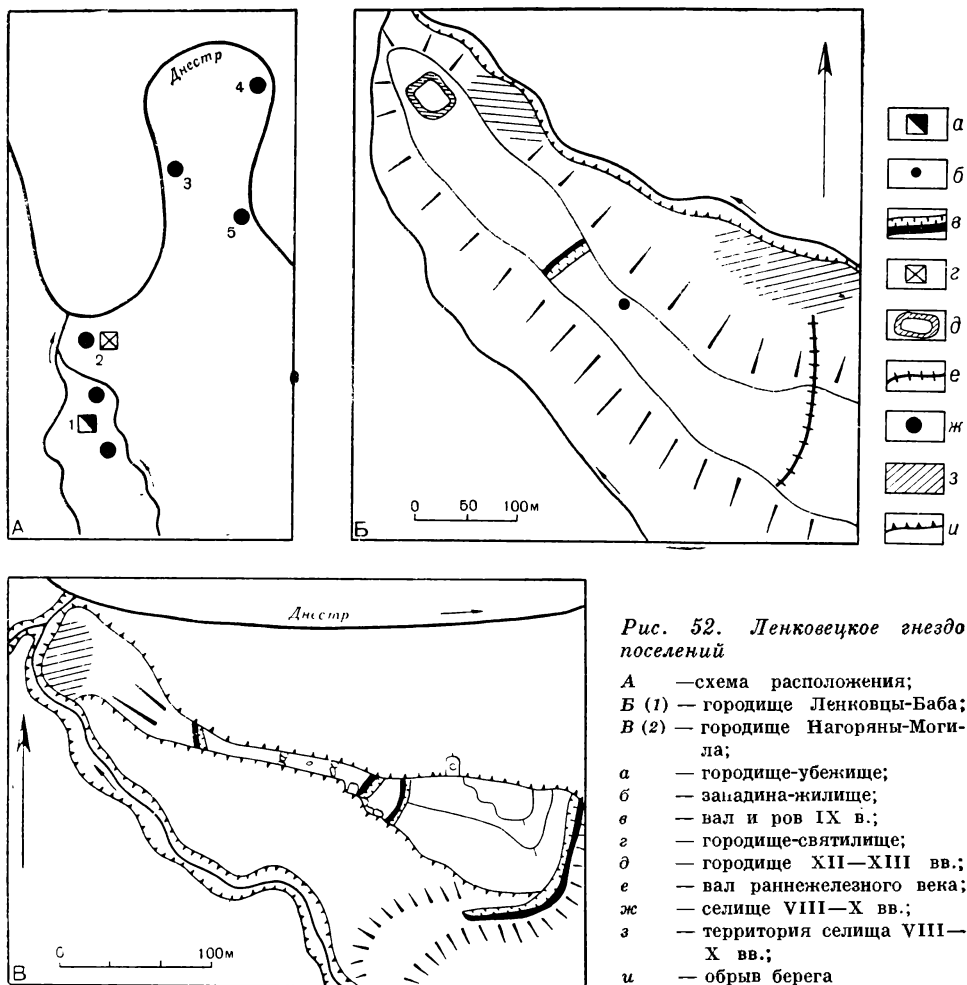 Днестр
4
3
5
2
1
А
0 50 100м
Б
а
б
в
г
д
е
ж
з
и
Днестр
0 100м
В
Рис. 52. Ленковецкое гнездо
поселений
А —схема расположения;
Б (1) — городище Ленковцы-Баба;
В (2) — городище Нагоряны-Моги-
ла;
а — городище-убежище;
б — западина-жилище;
в — вал и ров IX в.;
г — городище-святилище;
д — городище XII—XIII вв.;
е — вал раннежелезного века;
ж — селище VIII—X вв.;
з — территория селища VIII—
X вв.;
и — обрыв берега